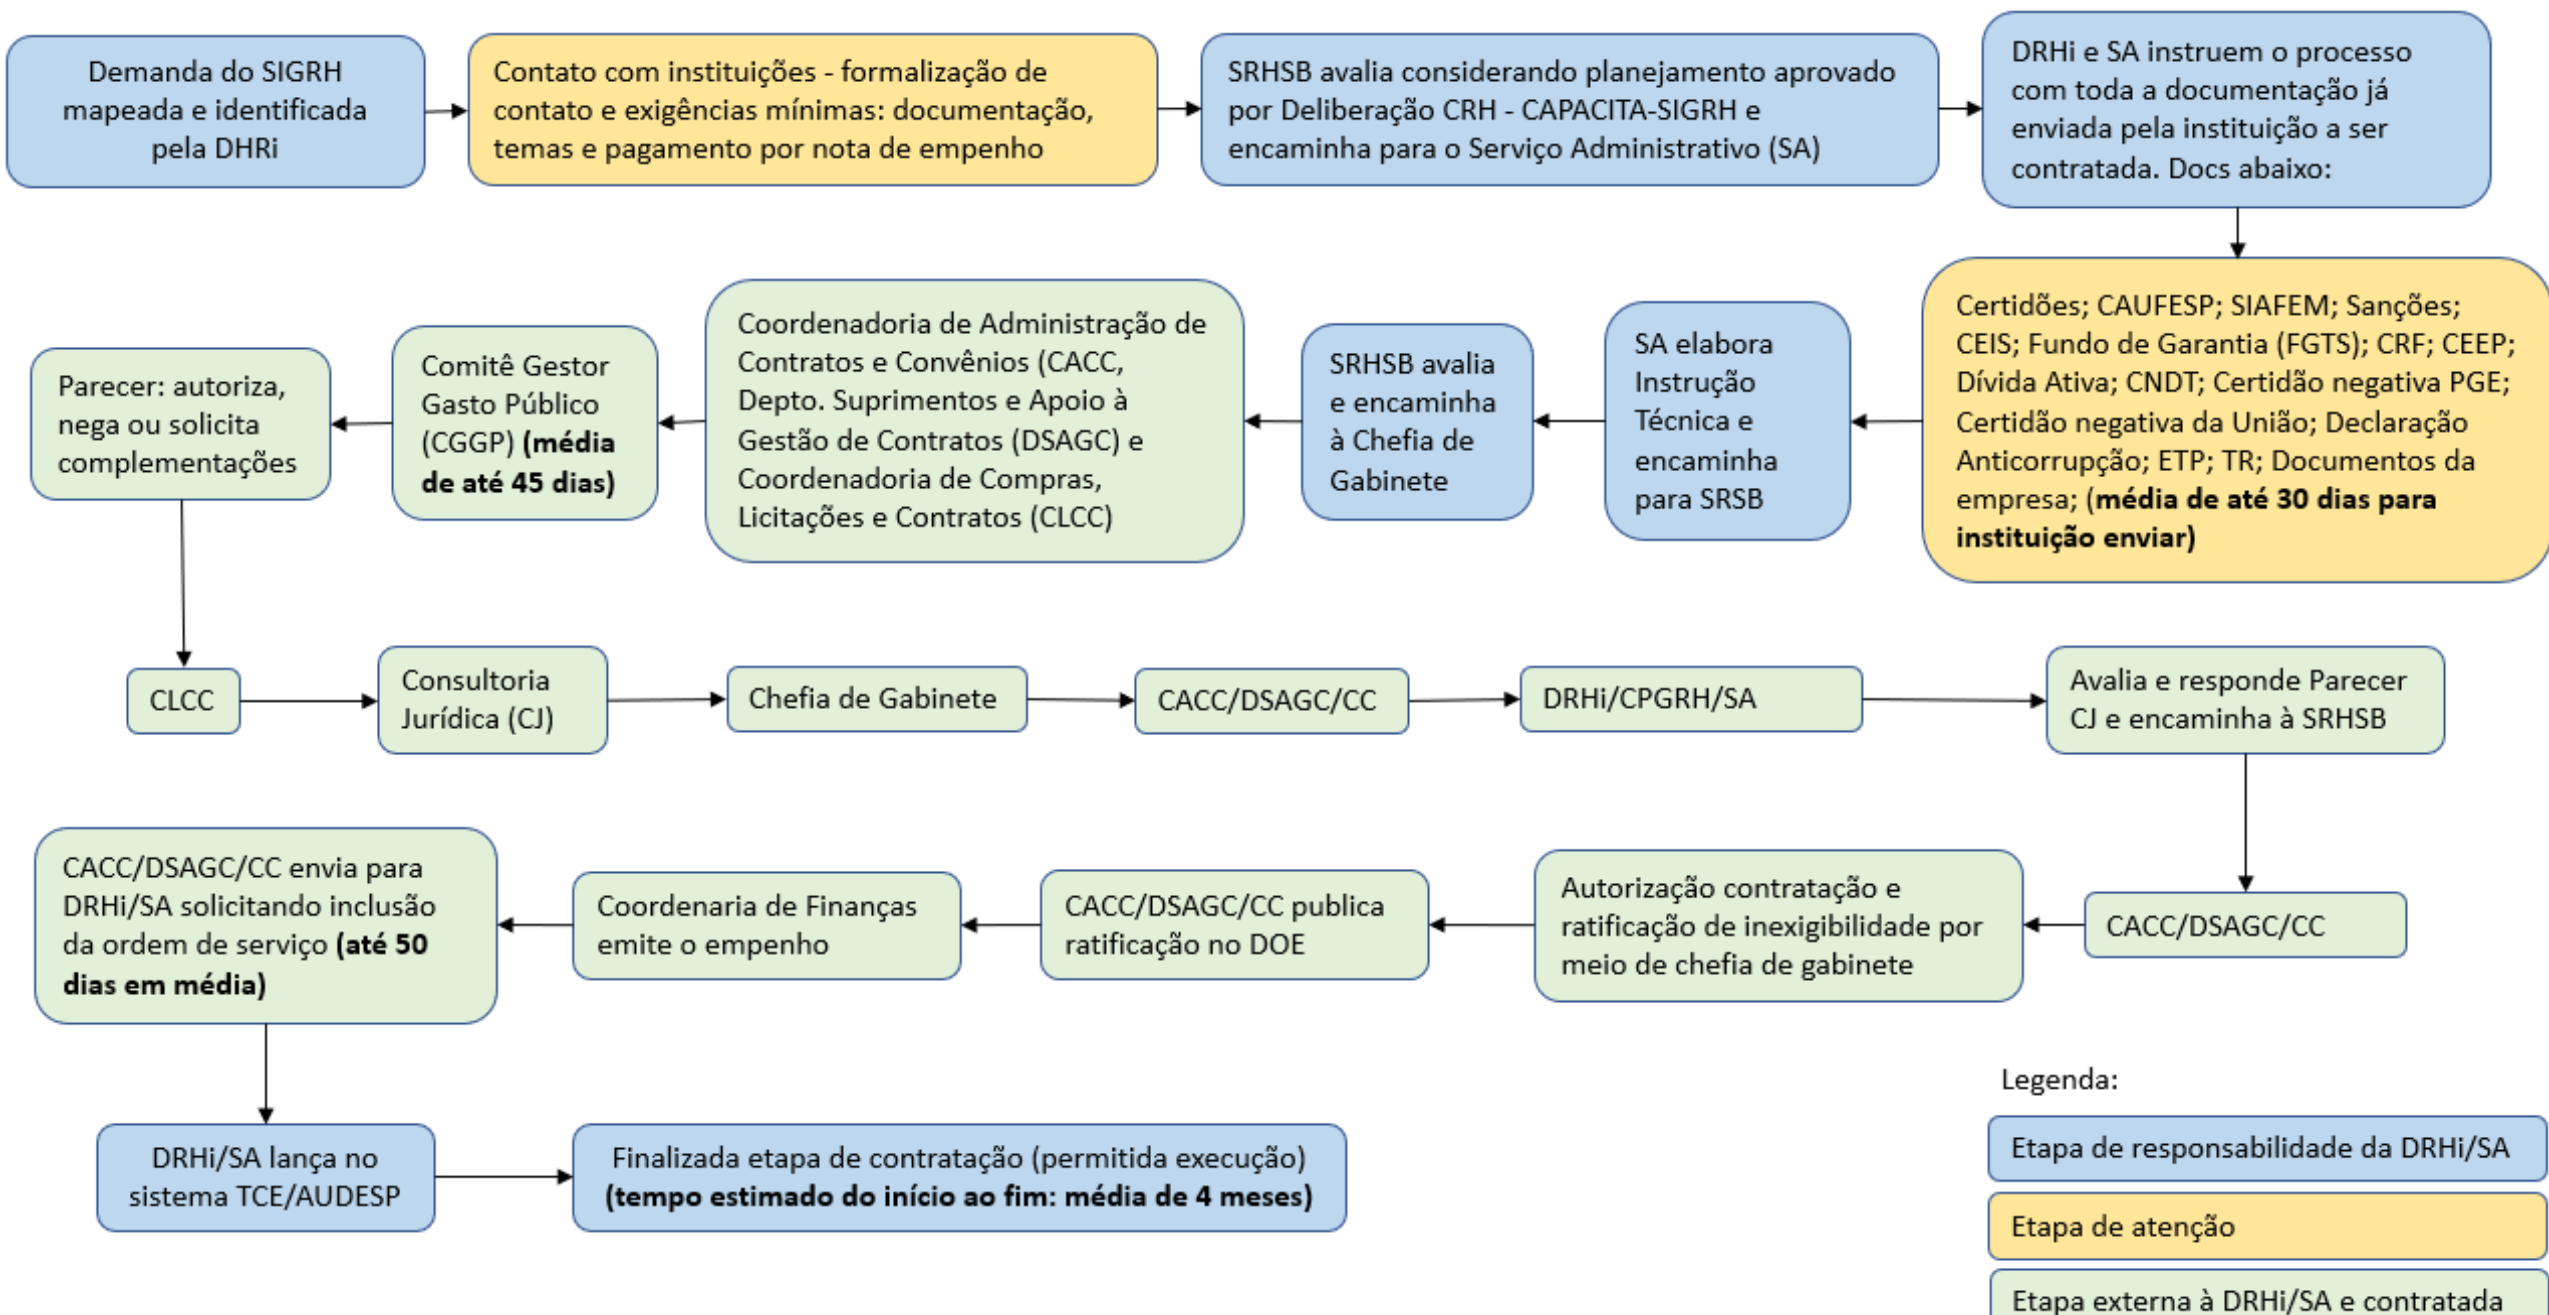 Demanda do SIGRH
mapeada e identificada
pela DHRi
Contato com instituições - formalização de
contato e exigências mínimas: documentação,
temas e pagamento por nota de empenho
SRHSB avalia considerando planejamento aprovado
por Deliberação CRH - CAPACITA-SIGRH e
encaminha para o Serviço Administrativo (SA)
DRHi e SA instruem o processo
com toda a documentação já
enviada pela instituição a ser
contratada. Docs abaixo:
Certidões; CAUFESP; SIAFEM; Sanções;
CEIS; Fundo de Garantia (FGTS); CRF; CEEP;
Dívida Ativa; CNDT; Certidão negativa PGE;
Certidão negativa da União; Declaração
Anticorrupção; ETP; TR; Documentos da
empresa; (média de até 30 dias para
instituição enviar)
SA elabora
Instrução
Técnica e
encaminha
para SRSB
SRHSB avalia
e encaminha
à Chefia de
Gabinete
Coordenadoria de Administração de
Contratos e Convênios (CACC,
Depto. Suprimentos e Apoio à
Gestão de Contratos (DSAGC) e
Coordenadoria de Compras,
Licitações e Contratos (CLCC)
Comitê Gestor
Gasto Público
(CGGP) (média
de até 45 dias)
Parecer: autoriza,
nega ou solicita
complementações
CLCC
Consultoria
Jurídica (CJ)
Chefia de Gabinete
CACC/DSAGC/CC
DRHi/CPGRH/SA
Avalia e responde Parecer
CJ e encaminha à SRHSB
CACC/DSAGC/CC
Autorização contratação e
ratificação de inexigibilidade por
meio de chefia de gabinete
CACC/DSAGC/CC publica
ratificação no DOE
Coordenaria de Finanças
emite o empenho
CACC/DSAGC/CC envia para
DRHi/SA solicitando inclusão
da ordem de serviço (até 50
dias em média)
DRHi/SA lança no
sistema TCE/AUDESP
Finalizada etapa de contratação (permitida execução)
(tempo estimado do início ao fim: média de 4 meses)
Legenda:
Etapa de responsabilidade da DRHi/SA
Etapa de atenção
Etapa externa à DRHi/SA e contratada